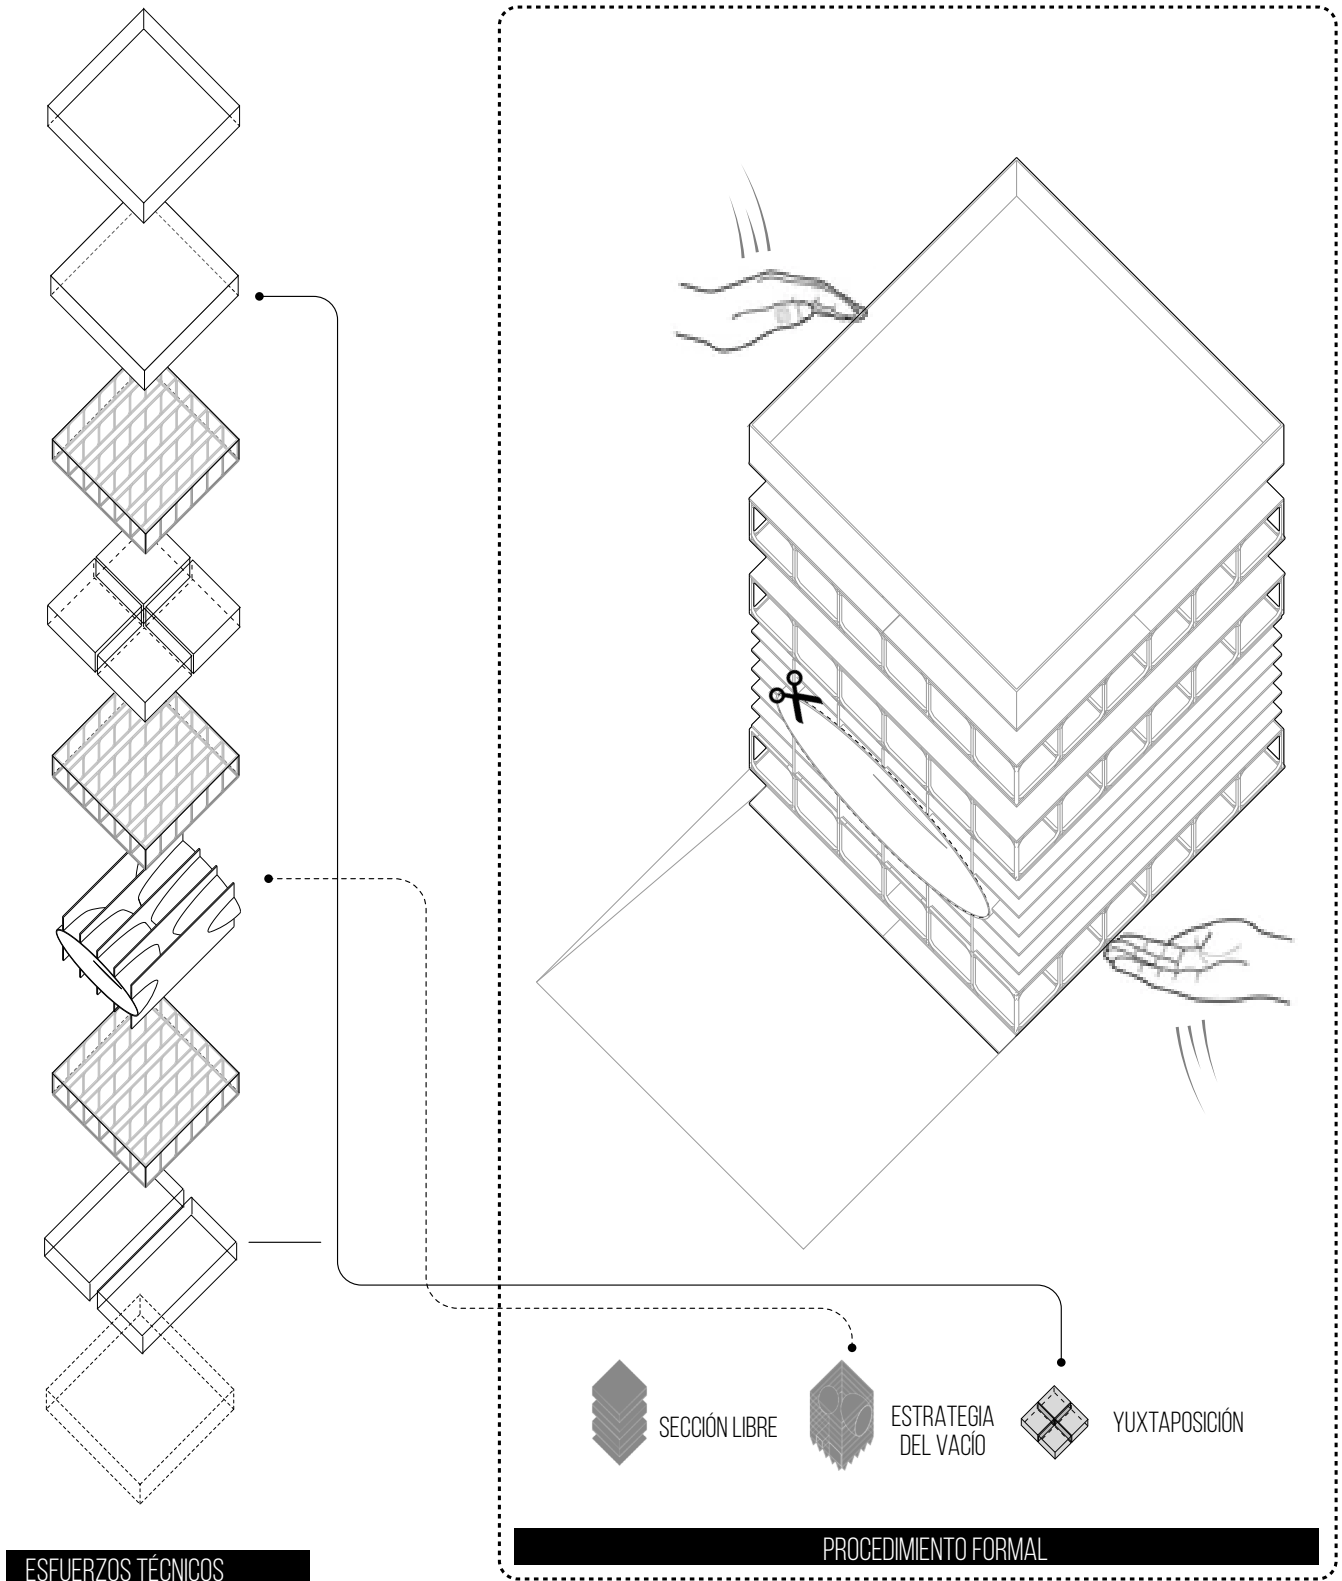 SECCIÓN LIBRE
ESTRATEGIA
DEL VACÍO
YUXTAPOSICIÓN
PROCEDIMIENTO FORMAL
ESFUERZOS TÉCNICOS